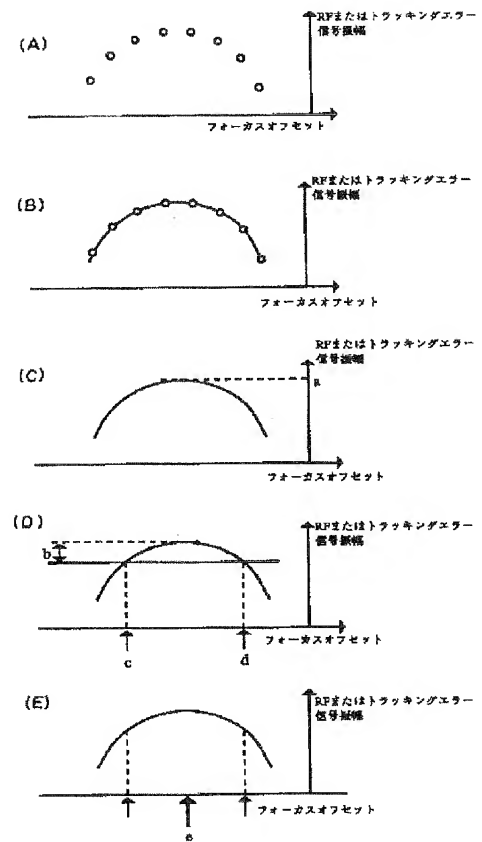 (A)
RFまたはトラッキングエラー
信号振幅
フォーカスオフセット
(B)
RFまたはトラッキングエラー
信号振幅
フォーカスオフセット
(C)
RFまたはトラッキングエラー
信号振幅
R
フォーカスオフセット
(D)
RFまたはトラッキングエラー
信号振幅
b
フォーカスオフセット
c
d
(E)
RFまたはトラッキングエラー
信号振幅
フォーカスオフセット
e